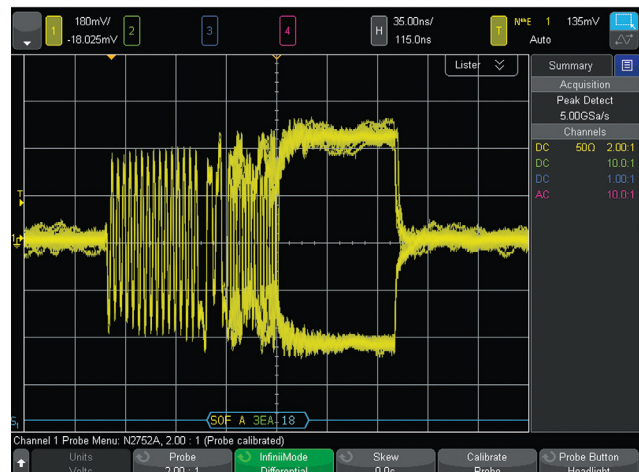 1 180mV/ 2 3 4 H 35.00ns/ T N 1 135mV
-18.025mV 115.0ns Auto
Lister
Summary
Acquisition
Peak Detect
5.00GSa/s
Channels
DC 50Ω 2.00:1
DC 10.0:1
DC 1.00:1
AC 10.0:1
T
1
S1
SOF A 3EA 18
Channel 1 Probe Menu: N2752A, 2.00 : 1 (Probe calibrated)
Units Probe InfiniiMode Skew Calibrate Probe Button
Volts 2.00 : 1 Differential 0.0s Probe Headlight